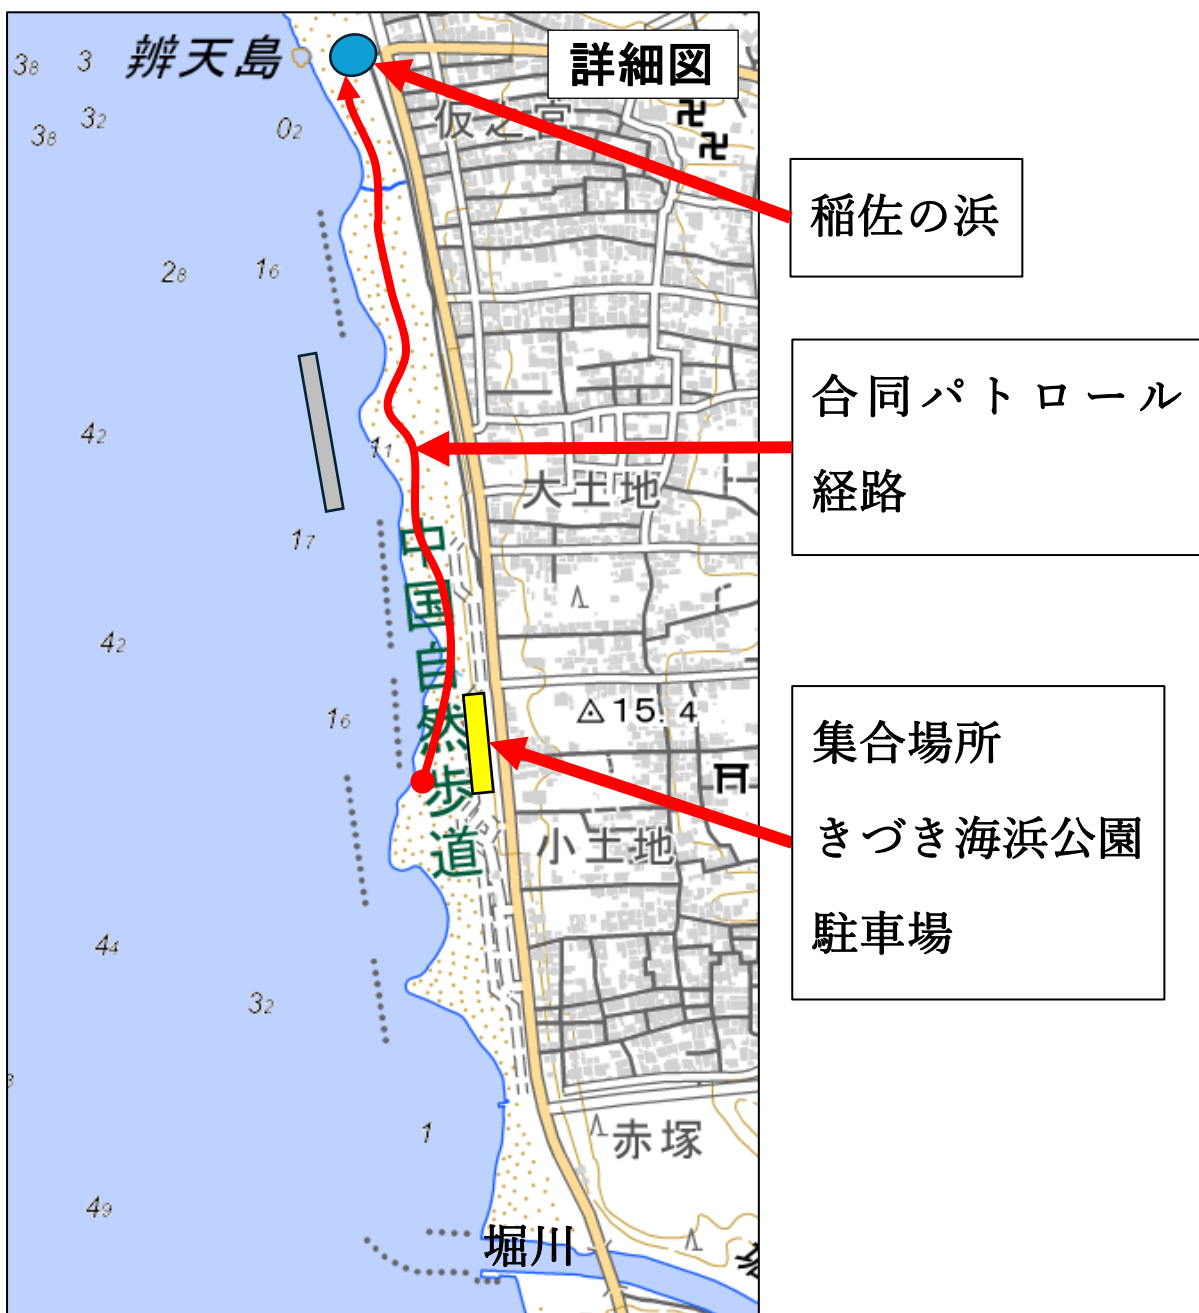 詳細図
辨天島
38
3
32
38
02
仮之宮
稲佐の浜
28
16
合同パトロール
経路
42
11
大土地
17
中国自然歩道
42
16
15.4
集合場所
きづき海浜公園
駐車場
小土地
44
32
1
赤塚
49
堀川